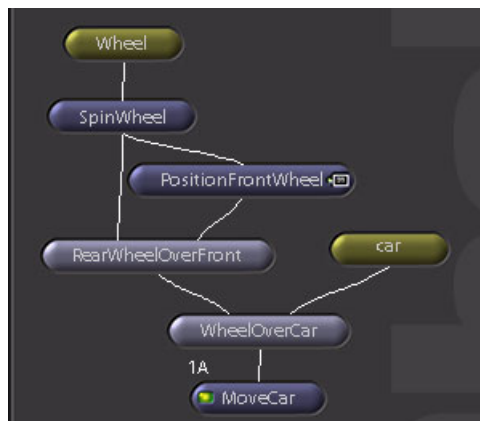 Wheel
SpinWheel
PositionFrontWheel
RearWheelOverFront
car
WheelOverCar
1A
MoveCar